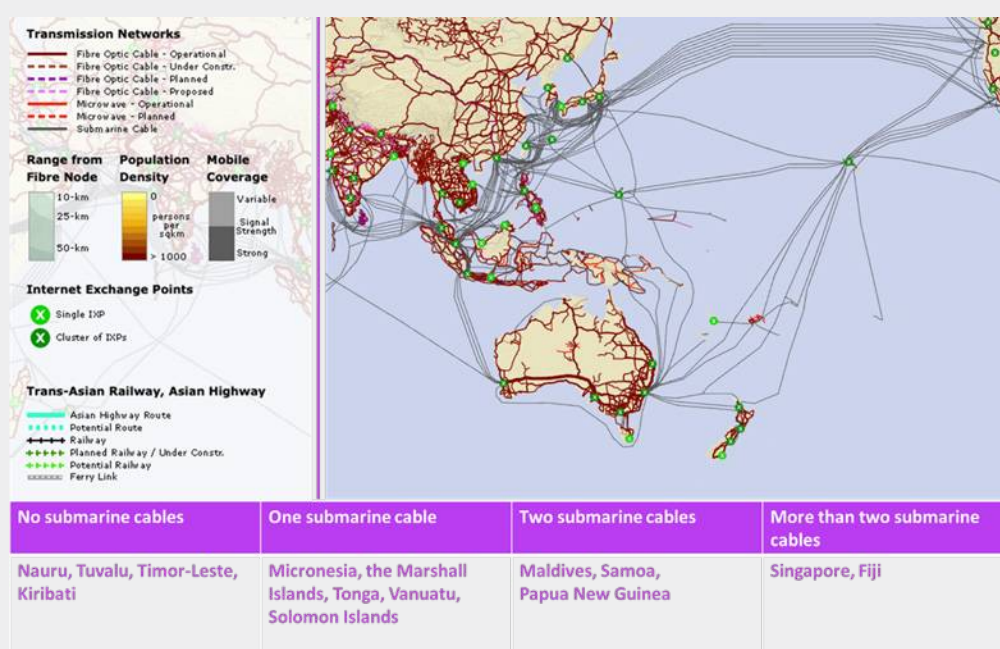 Transmission Networks
Fibre Optic Cable - Operational
Fibre Optic Cable - Under Constr.
Fibre Optic Cable - Planned
Fibre Optic Cable - Proposed
Microwave - Operational
Microwave - Planned
Submarine Cable
Range from Fibre Node
10-km
25-km
50-km
Population Density
0
persons
per
sqkm
> 1000
Mobile Coverage
Variable
Signal
Strength
Strong
Internet Exchange Points
X Single IXP
X Cluster of IXPs
Trans-Asian Railway, Asian Highway
Asian Highway Route
Potential Route
Railway
Planned Railway / Under Constr.
Potential Railway
Ferry Link
No submarine cables
One submarine cable
Two submarine cables
More than two submarine
cables
Nauru, Tuvalu, Timor-Leste,
Kiribati
Micronesia, the Marshall
Islands, Tonga, Vanuatu,
Solomon Islands
Maldives, Samoa,
Papua New Guinea
Singapore, Fiji